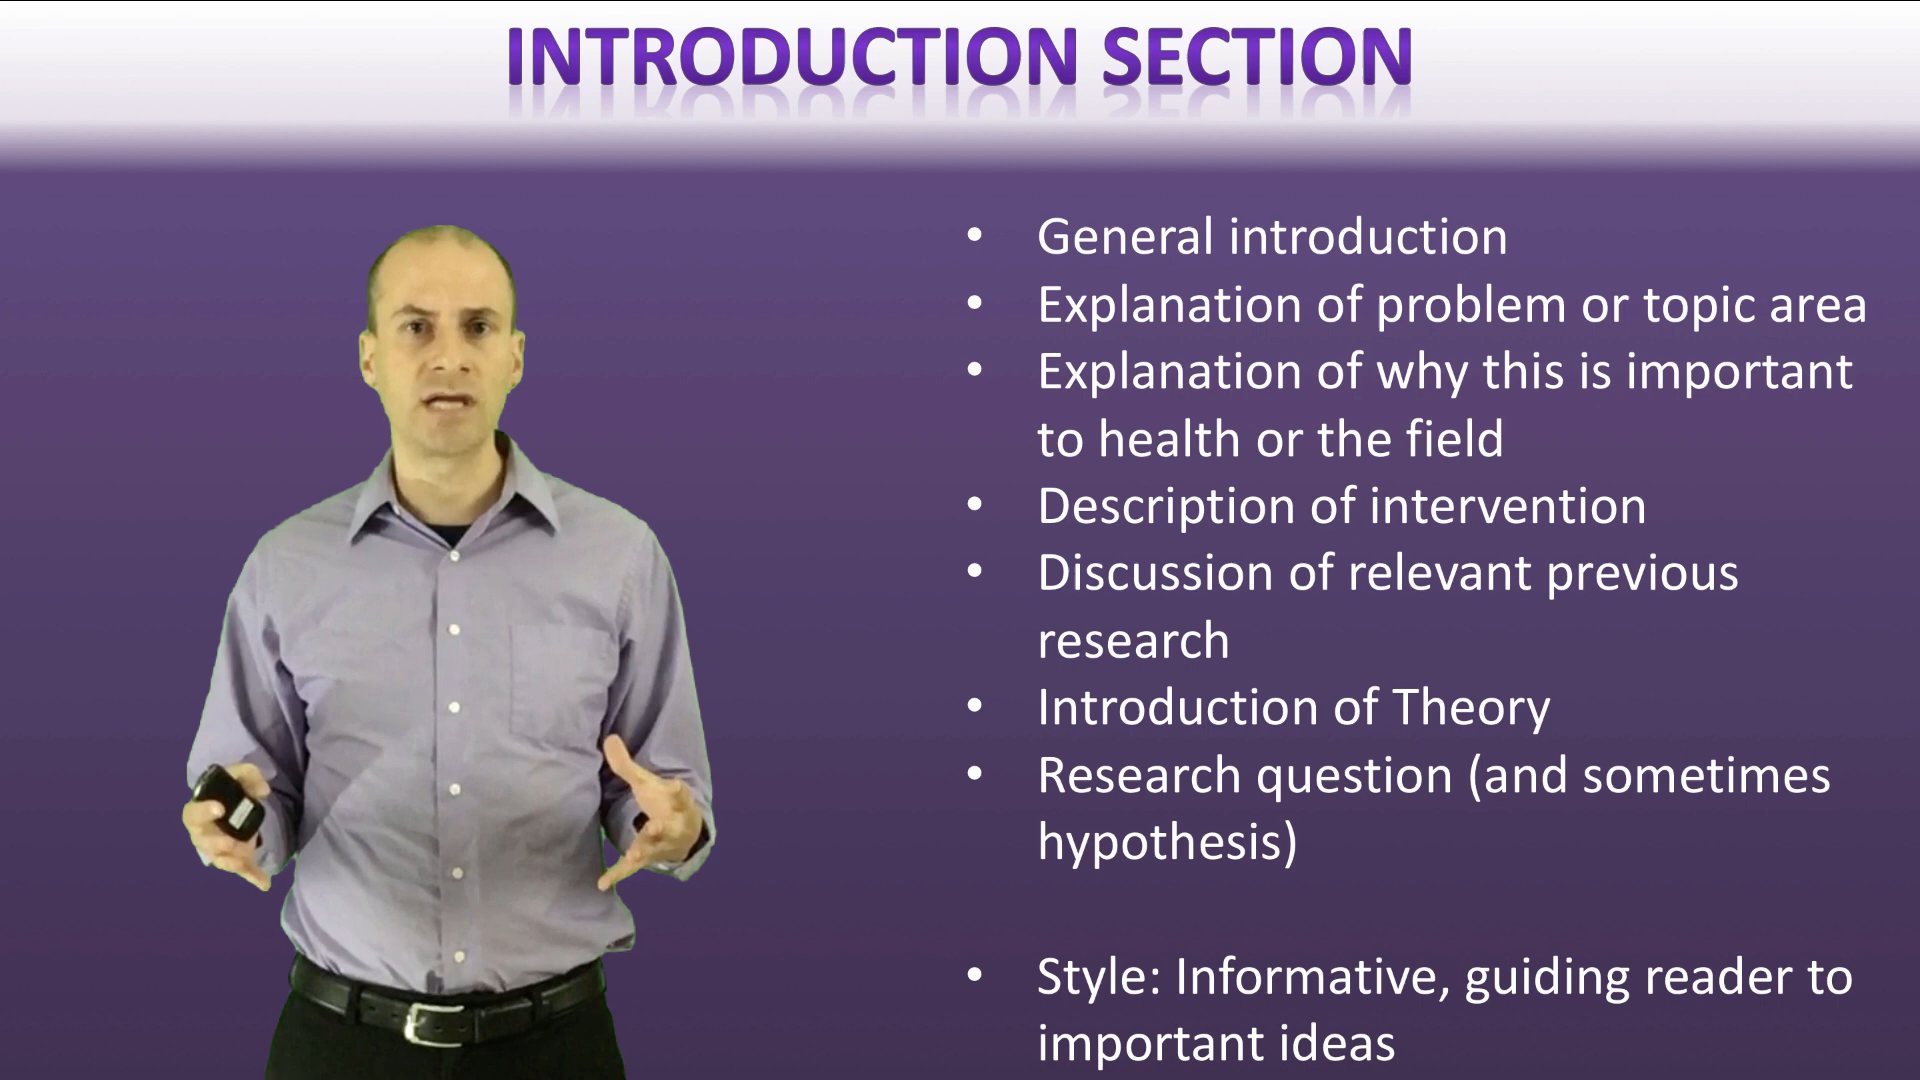 INTRODUCTION SECTION
• General introduction
• Explanation of problem or topic area
• Explanation of why this is important
to health or the field
• Description of intervention
• Discussion of relevant previous
research
• Introduction of Theory
• Research question (and sometimes
hypothesis)
• Style: Informative, guiding reader to
important ideas